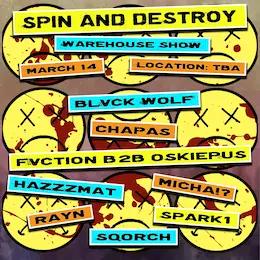 SPIN AND DESTROY
WAREHOUSE SHOW
MARCH 14
LOCATION: TBA
BLVCK WOLF
CHAPAS
FVCTION B2B OSKIEPUS
HAZZZMAT
MICHA!?
RAYN
SPARK1
SQORCH